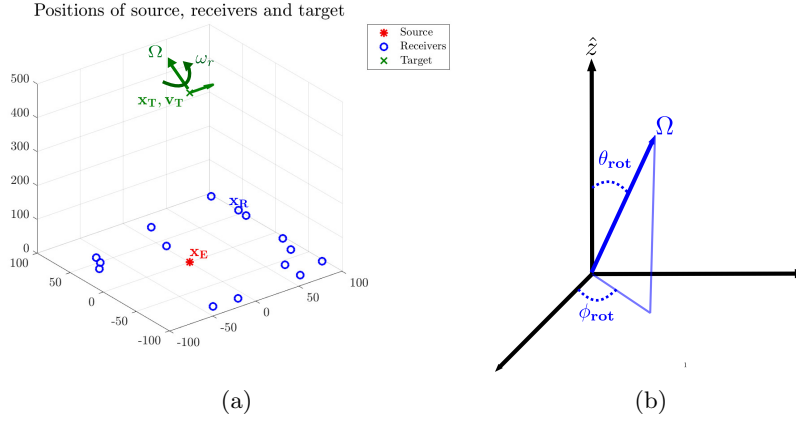 Positions of source, receivers and target
Source
Receivers
Target
Ω
ω_r
x_T, v_T
x_R
x_E
500
400
300
200
100
0
100
50
0
-50
-100
-100
-50
0
50
100
(a)
ẑ
Ω
θ_rot
ϕ_rot
1
(b)